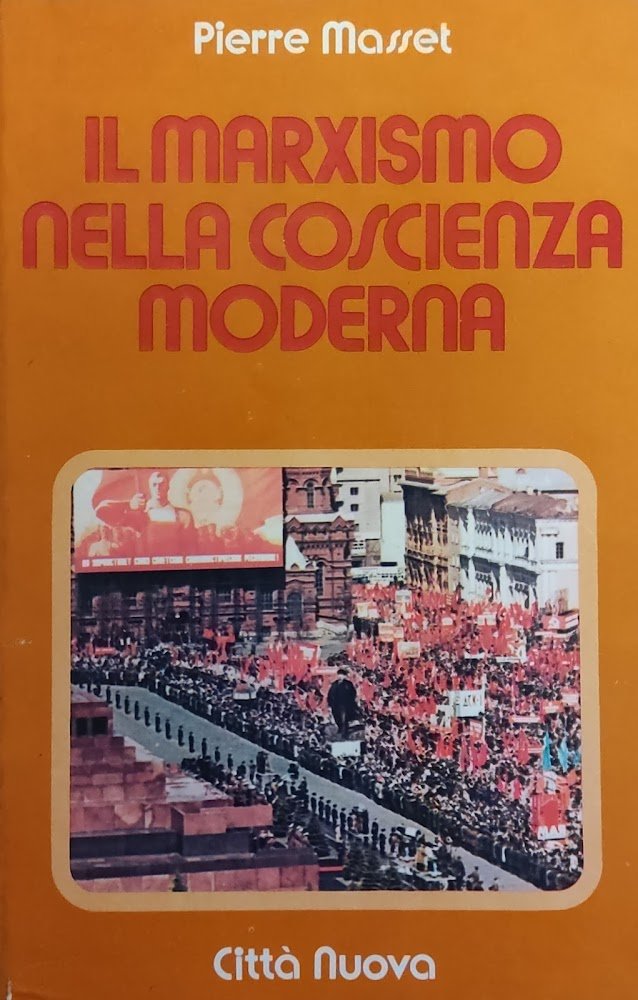 Pierre Masset
IL MARXISMO
NELLA COSCIENZA
MODERNA
Città Nuova